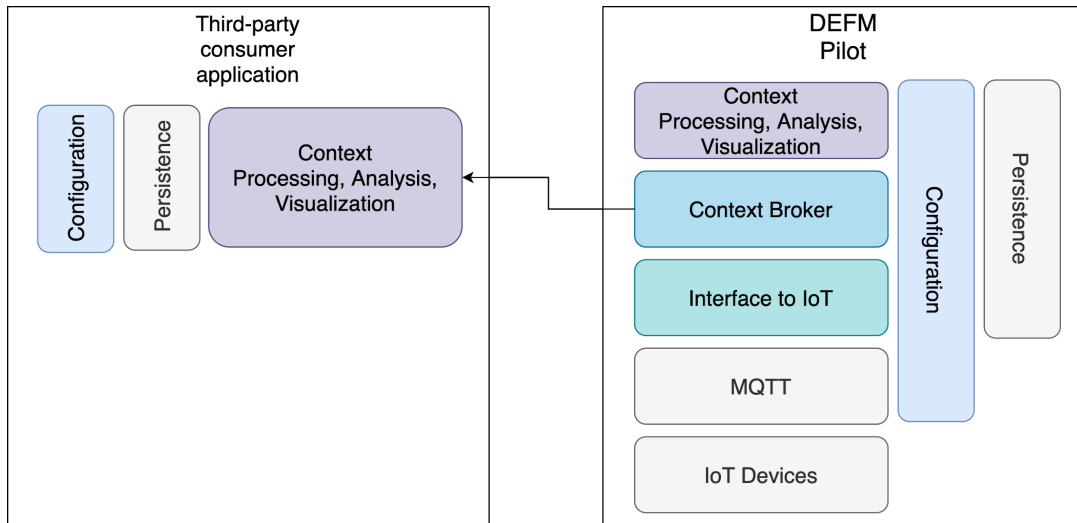 Third-party
consumer
application
Configuration
Persistence
Context
Processing, Analysis,
Visualization
DEFM
Pilot
Context
Processing, Analysis,
Visualization
Context Broker
Interface to IoT
MQTT
IoT Devices
Configuration
Persistence